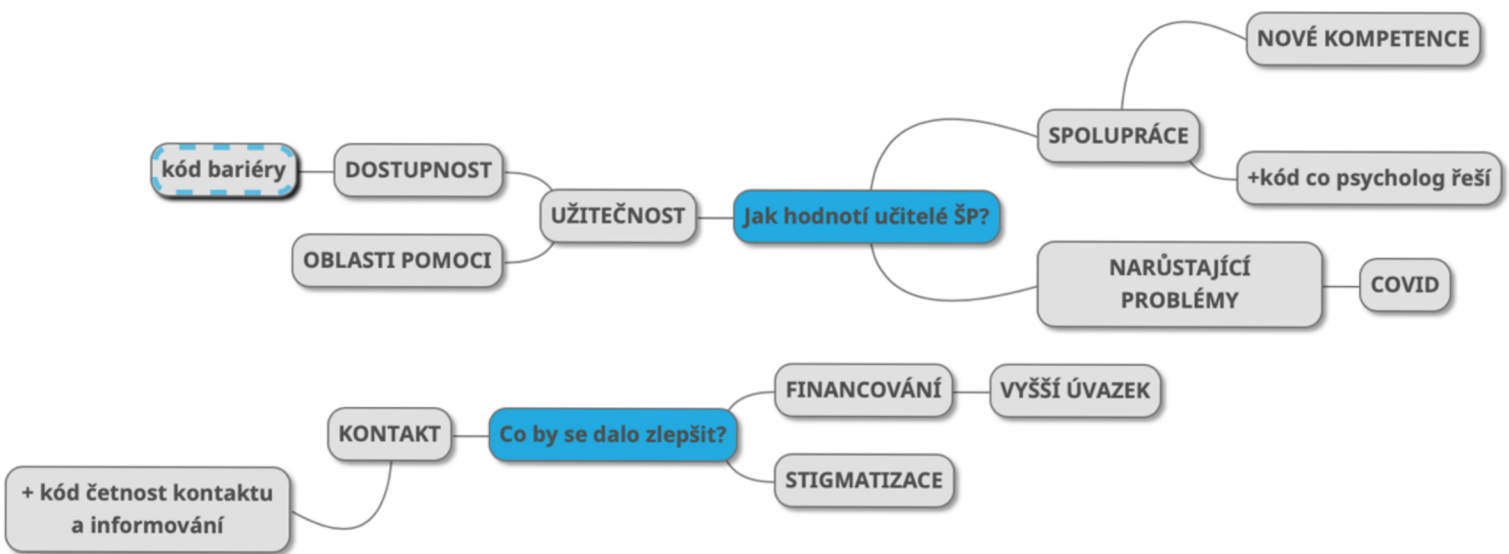 NOVÉ KOMPETENCE
SPOLUPRÁCE
kód bariéry
DOSTUPNOST
+kód co psycholog řeší
UŽITEČNOST
Jak hodnotí učitelé ŠP?
OBLASTI POMOCI
NARŮSTAJÍCÍ
PROBLÉMY
COVID
FINANCOVÁNÍ
VYŠŠÍ ÚVAZEK
KONTAKT
Co by se dalo zlepšit?
STIGMATIZACE
+ kód četnost kontaktu
a informování